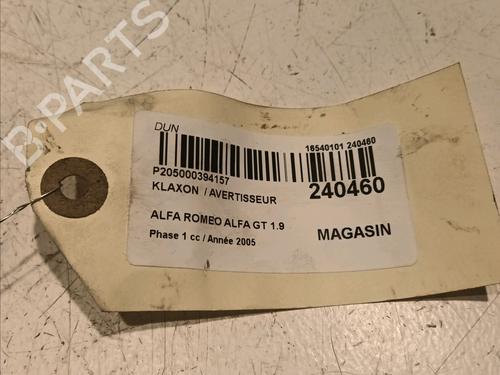 B-PARTS
DUN
16540101 240460
P205000394157
KLAXON / AVERTISSEUR
240460
ALFA ROMEO ALFA GT 1.9
MAGASIN
Phase 1 cc / Année 2005